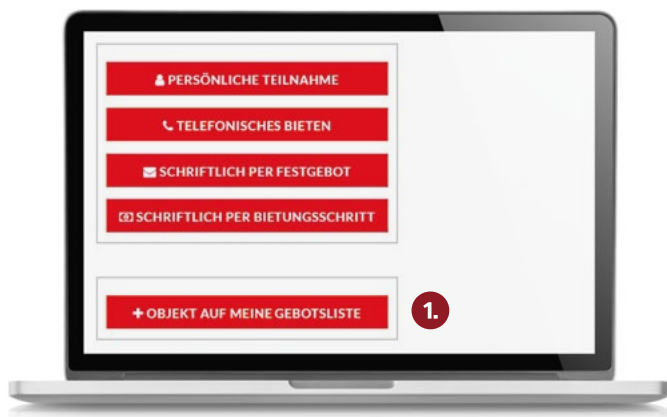 PERSÖNLICHE TEILNAHME
TELEFONISCHES BIETEN
SCHRIFTLICH PER FESTGEBOT
SCHRIFTLICH PER BIETUNGSSCHRITT
+ OBJEKT AUF MEINE GEBOTSLISTE
1.